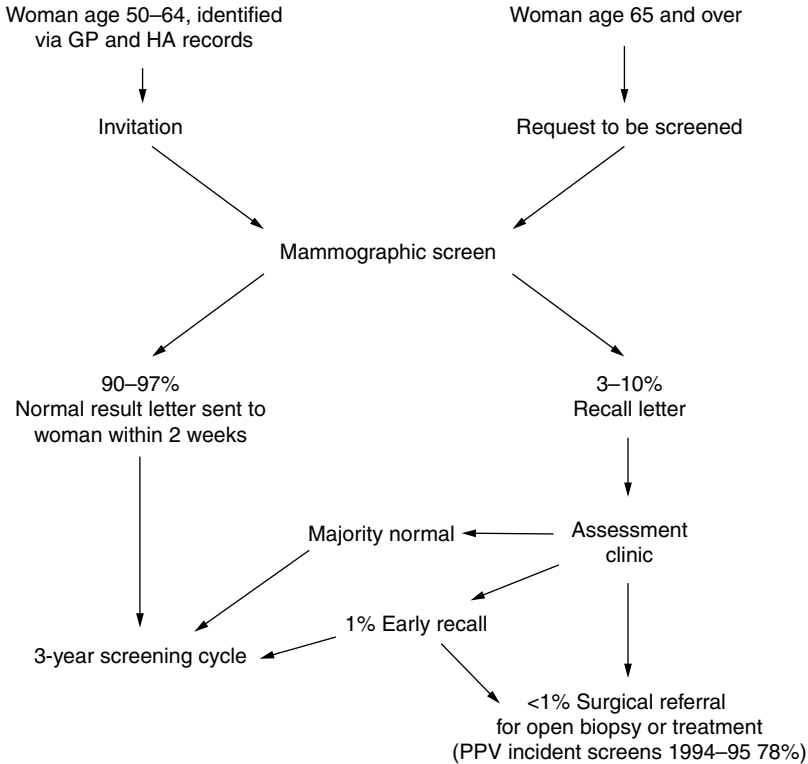 Woman age 50–64, identified
via GP and HA records
Woman age 65 and over
Invitation
Request to be screened
Mammographic screen
90–97%
Normal result letter sent to
woman within 2 weeks
3–10%
Recall letter
Majority normal
Assessment
clinic
1% Early recall
3-year screening cycle
<1% Surgical referral
for open biopsy or treatment
(PPV incident screens 1994–95 78%)